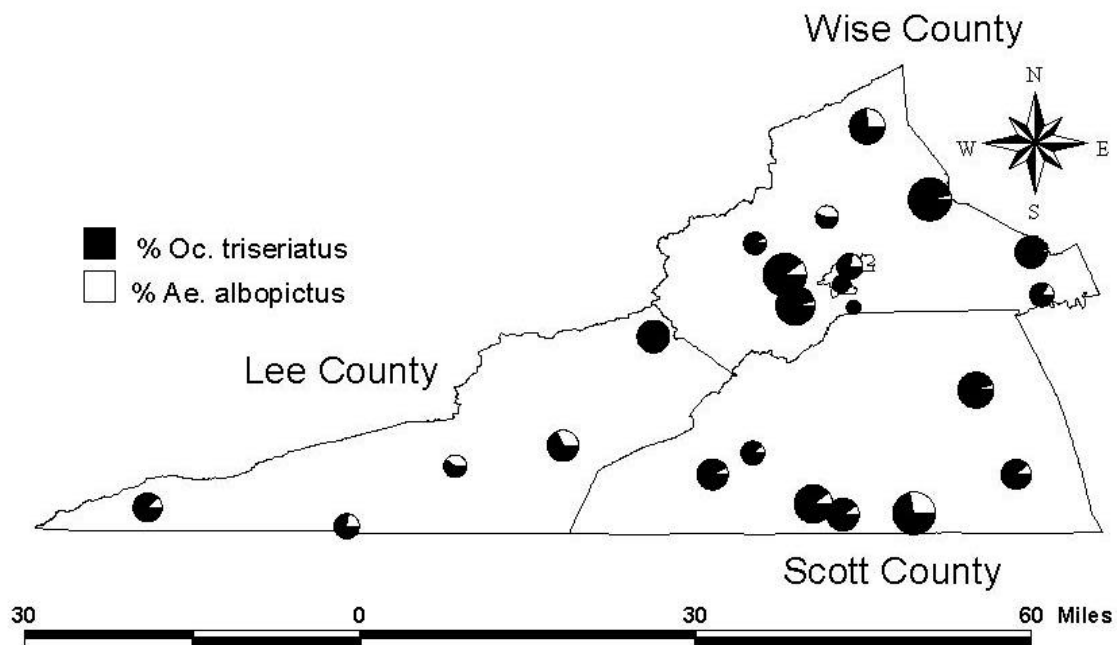 Wise County
N
W
E
S
% Oc. triseriatus
% Ae. albopictus
Lee County
Scott County
30 0 30 60 Miles